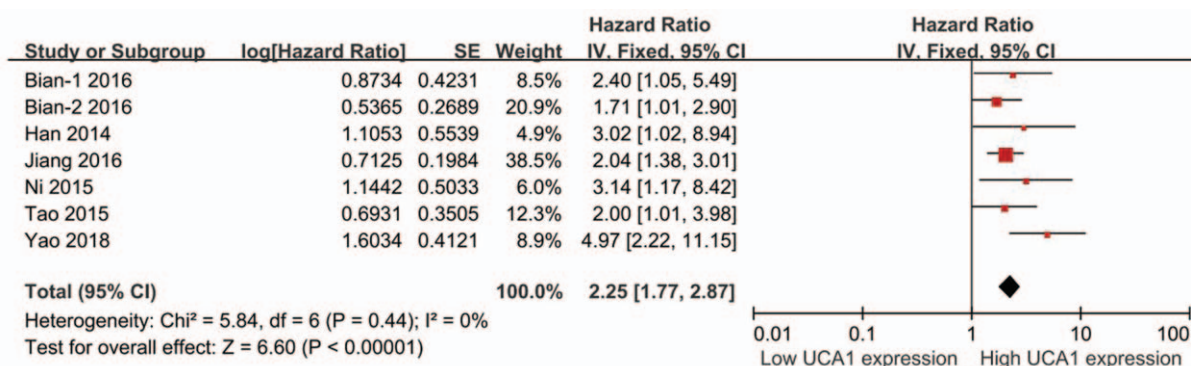 Hazard Ratio Hazard Ratio
Study or Subgroup log[Hazard Ratio] SE Weight IV, Fixed, 95% CI IV, Fixed, 95% CI
Bian-1 2016 0.8734 0.4231 8.5% 2.40 [1.05, 5.49]
Bian-2 2016 0.5365 0.2689 20.9% 1.71 [1.01, 2.90]
Han 2014 1.1053 0.5539 4.9% 3.02 [1.02, 8.94]
Jiang 2016 0.7125 0.1984 38.5% 2.04 [1.38, 3.01]
Ni 2015 1.1442 0.5033 6.0% 3.14 [1.17, 8.42]
Tao 2015 0.6931 0.3505 12.3% 2.00 [1.01, 3.98]
Yao 2018 1.6034 0.4121 8.9% 4.97 [2.22, 11.15]
Total (95% CI) 100.0% 2.25 [1.77, 2.87]
Heterogeneity: Chi² = 5.84, df = 6 (P = 0.44); I² = 0%
Test for overall effect: Z = 6.60 (P < 0.00001)
0.01 0.1 1 10 100
Low UCA1 expression High UCA1 expression